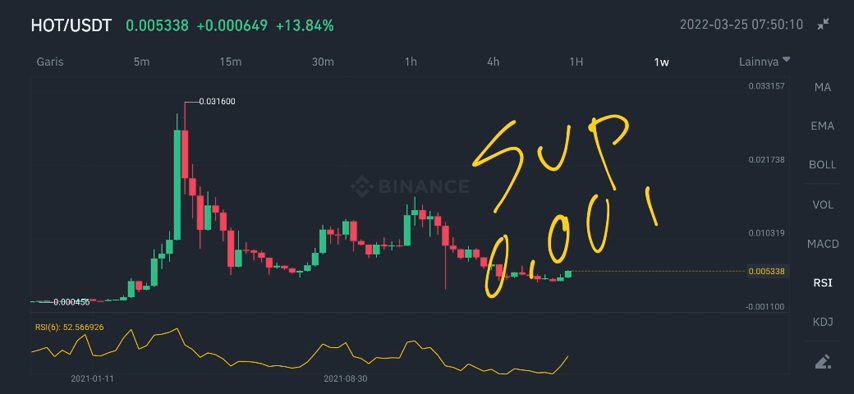 HOT/USDT 0.005338 +0.000649 +13.84% 2022-03-25 07:50:10
Garis 5m 15m 30m 1h 4h 1H 1w Lainnya
0.033157
MA
0.031600
EMA
SUP
0.021738
BOLL
BINANCE
0.001
VOL
0.010319
MACD
0.005338
RSI
0.000456
-0.001100
RSI(6): 52.566926
KDJ
2021-01-11 2021-08-30